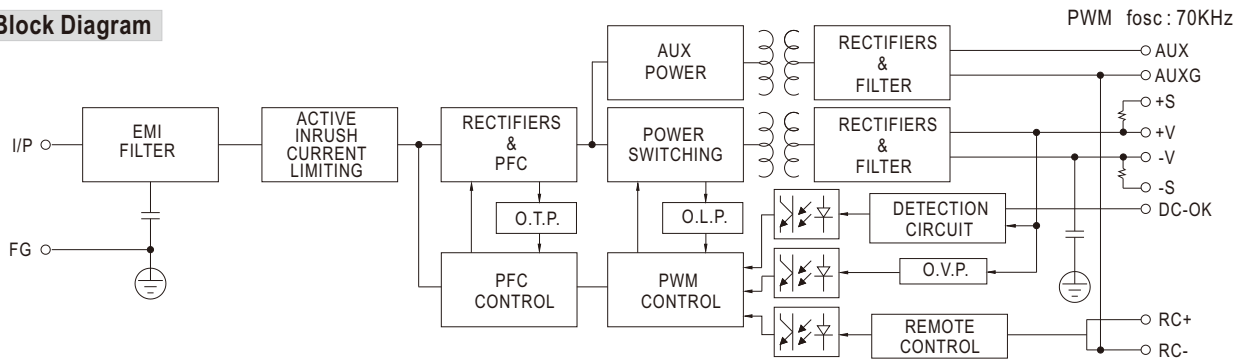 Block Diagram
PWM fosc : 70KHz
AUX
POWER
RECTIFIERS
&
FILTER
AUX
AUXG
+S
I/P
EMI
FILTER
ACTIVE
INRUSH
CURRENT
LIMITING
RECTIFIERS
&
PFC
POWER
SWITCHING
RECTIFIERS
&
FILTER
+V
-V
-S
O.T.P.
O.L.P.
DETECTION
CIRCUIT
DC-OK
FG
PFC
CONTROL
PWM
CONTROL
O.V.P.
REMOTE
CONTROL
RC+
RC-